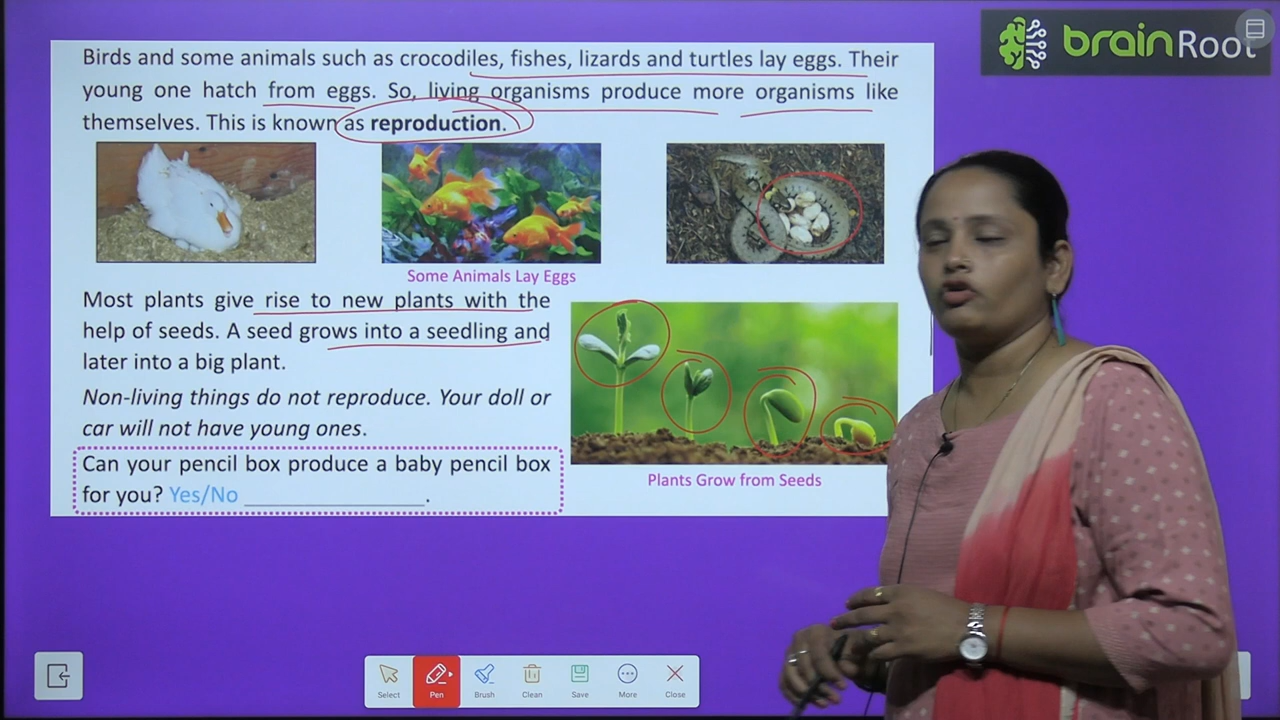 brainRoot
Birds and some animals such as crocodiles, fishes, lizards and turtles lay eggs. Their
young one hatch from eggs. So, living organisms produce more organisms like
themselves. This is known as reproduction.
Some Animals Lay Eggs
Most plants give rise to new plants with the
help of seeds. A seed grows into a seedling and
later into a big plant.
Non-living things do not reproduce. Your doll or
car will not have young ones.
Can your pencil box produce a baby pencil box
for you? Yes/No ________________.
Plants Grow from Seeds
Select Pen Brush Clean Save More Close